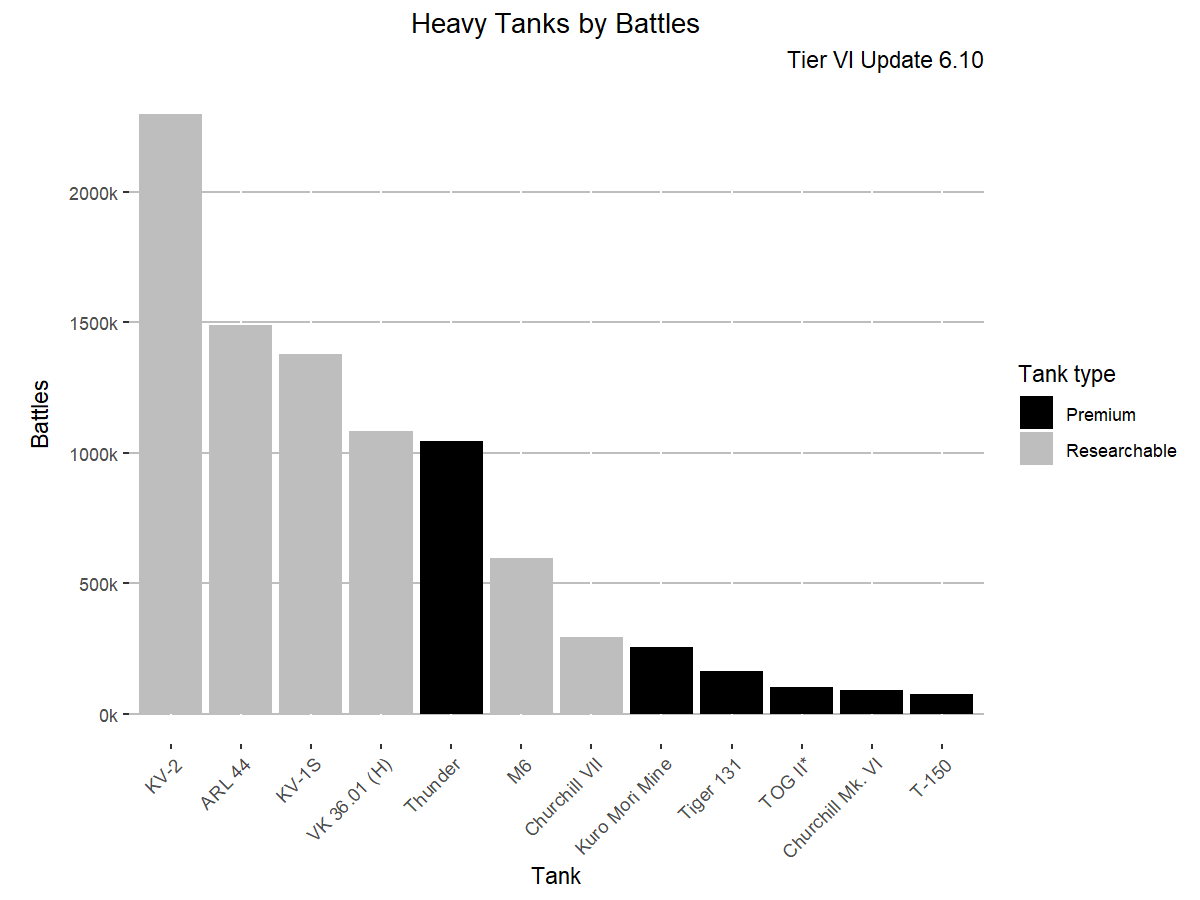 Heavy Tanks by Battles
Tier VI Update 6.10
Battles
2000k
1500k
1000k
500k
0k
KV-2
ARL 44
KV-1S
VK 36.01 (H)
Thunder
M6
Churchill VII
Kuro Mori Mine
Tiger 131
TOG II*
Churchill Mk. VI
T-150
Tank
Tank type
Premium
Researchable